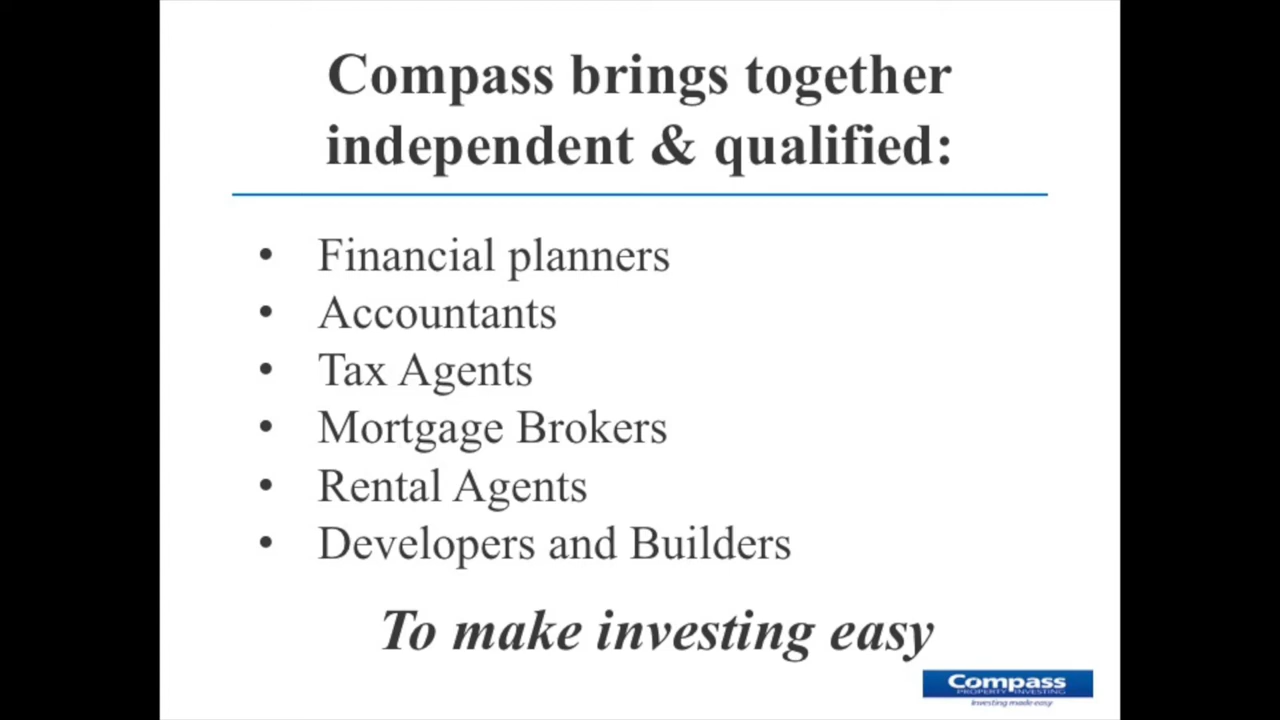 Compass brings together
independent & qualified:
• Financial planners
• Accountants
• Tax Agents
• Mortgage Brokers
• Rental Agents
• Developers and Builders
To make investing easy
Compass
PROPERTY INVESTING
Investing made easy